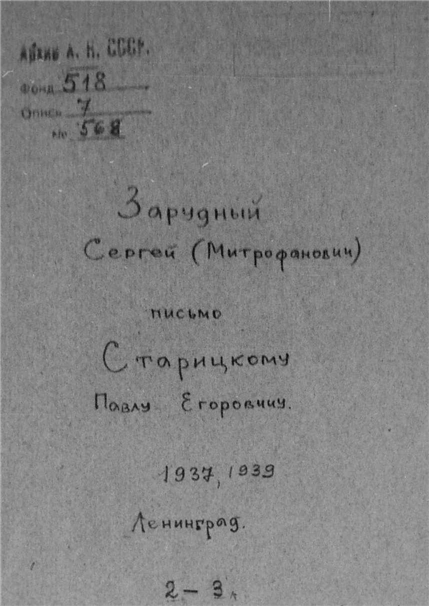 Архив А. Н. СССР.
Фонд 518
Опись 7
№ 568
Зарудный
Сергей (Митрофанович)
письмо
Старицкому
Павлу Егоровичу.
1937, 1939
Ленинград.
2-3 л